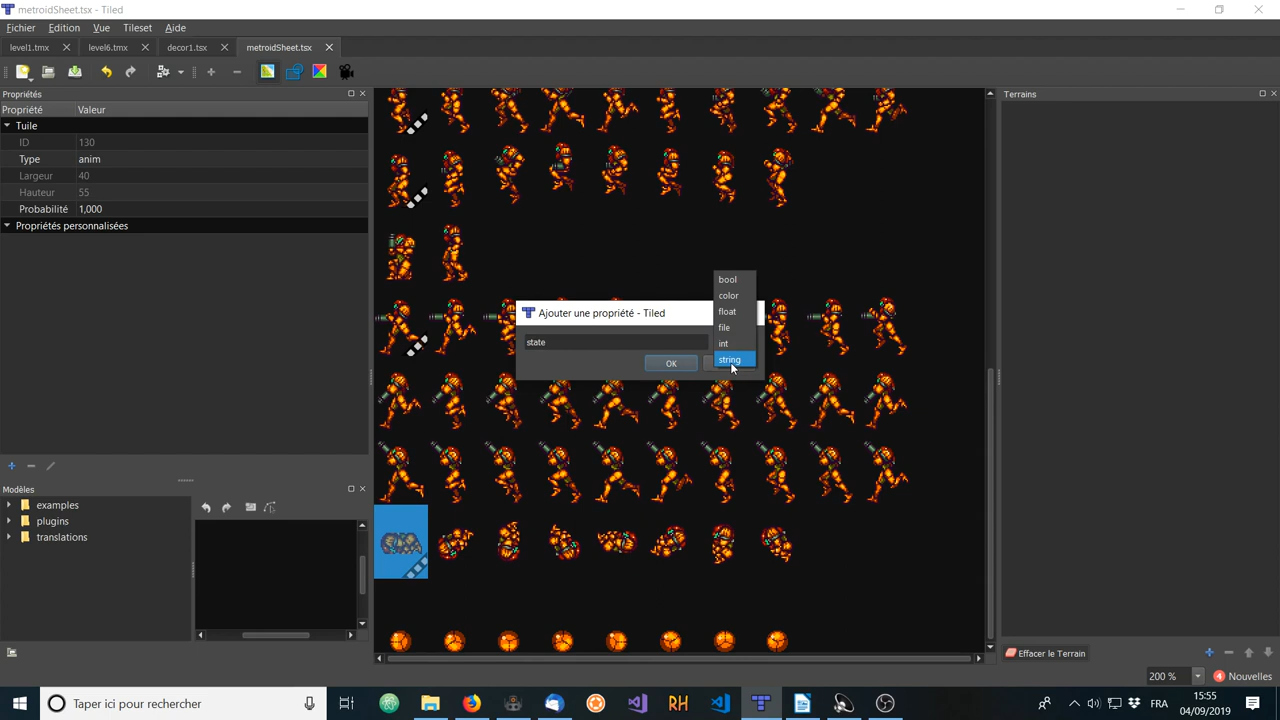 metroidSheet.tsx - Tiled
Fichier Edition Vue Tileset Aide
level1.tmx level6.tmx decor1.tsx metroidSheet.tsx
Propriétés
Terrains
Propriété Valeur
Tuile
ID 130
Type anim
Largeur 40
Hauteur 55
Probabilité 1,000
Propriétés personnalisées
bool
color
float
file
int
string
Ajouter une propriété - Tiled
state
OK
Modèles
examples
plugins
translations
Effacer le Terrain
200 % 4 Nouvelles
Taper ici pour rechercher
RH
FRA
15:55
04/09/2019